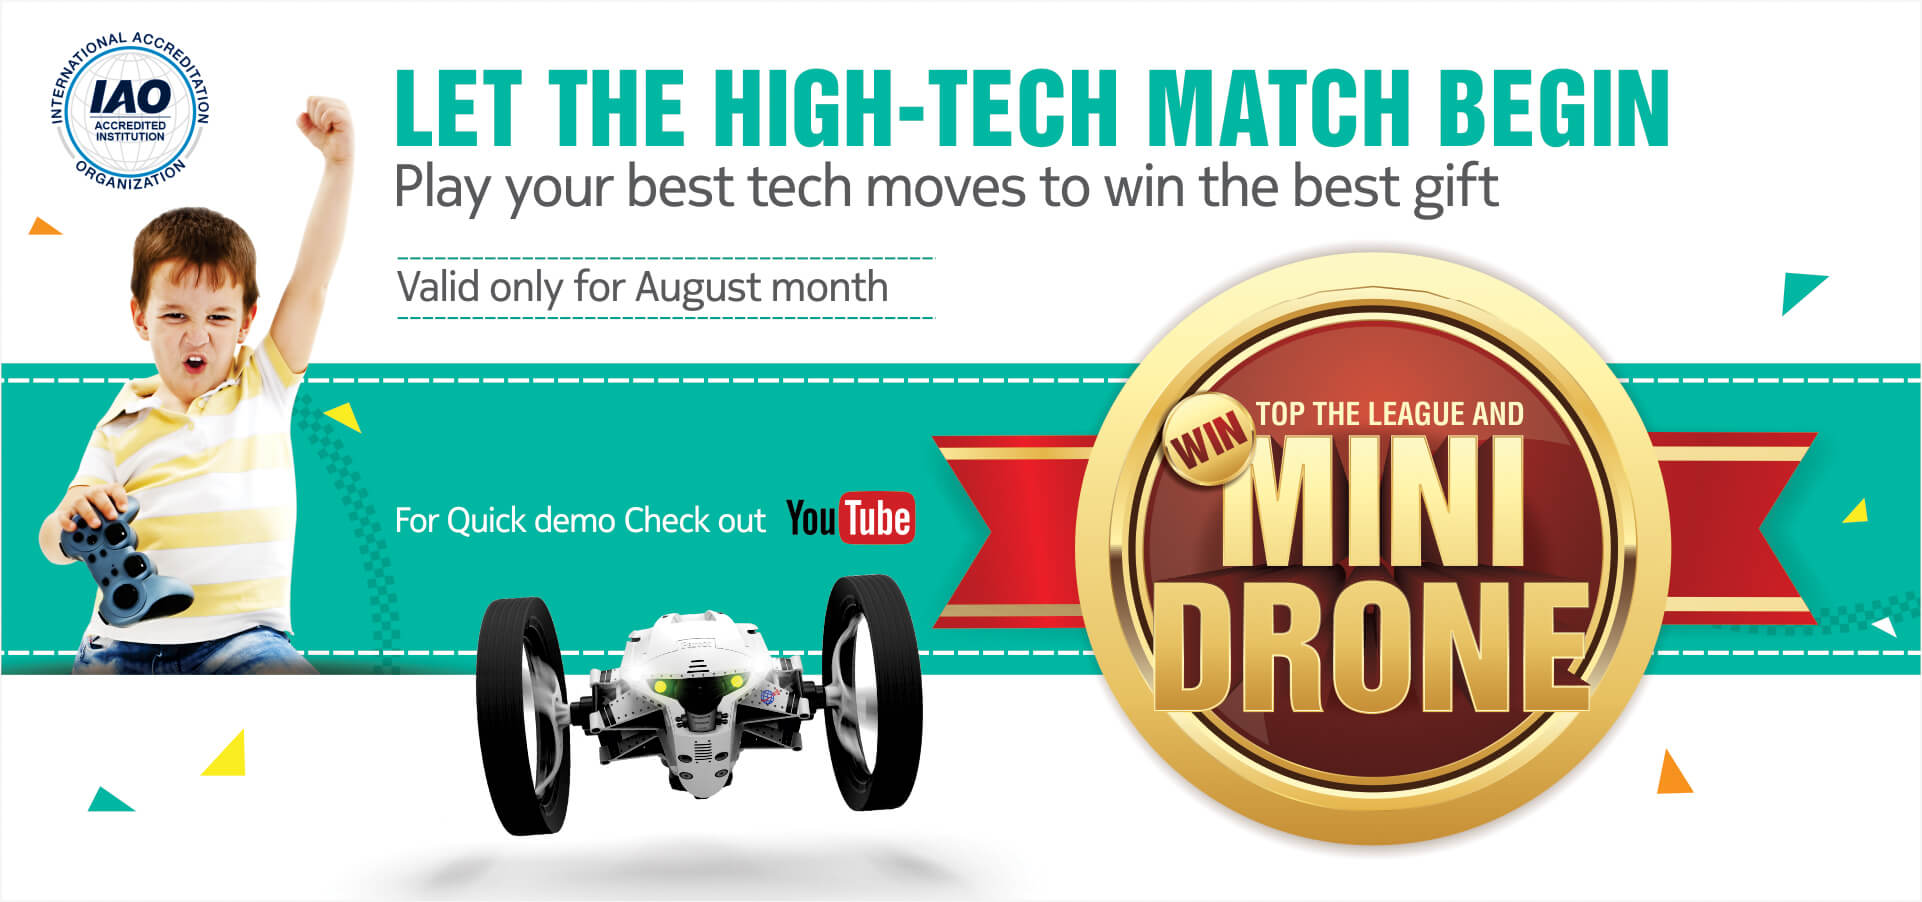 INTERNATIONAL ACCREDITATION
IAO
ACCREDITED
INSTITUTION
ORGANIZATION
LET THE HIGH-TECH MATCH BEGIN
Play your best tech moves to win the best gift
Valid only for August month
TOP THE LEAGUE AND
WIN
MINI
DRONE
For Quick demo Check out YouTube
Parrot